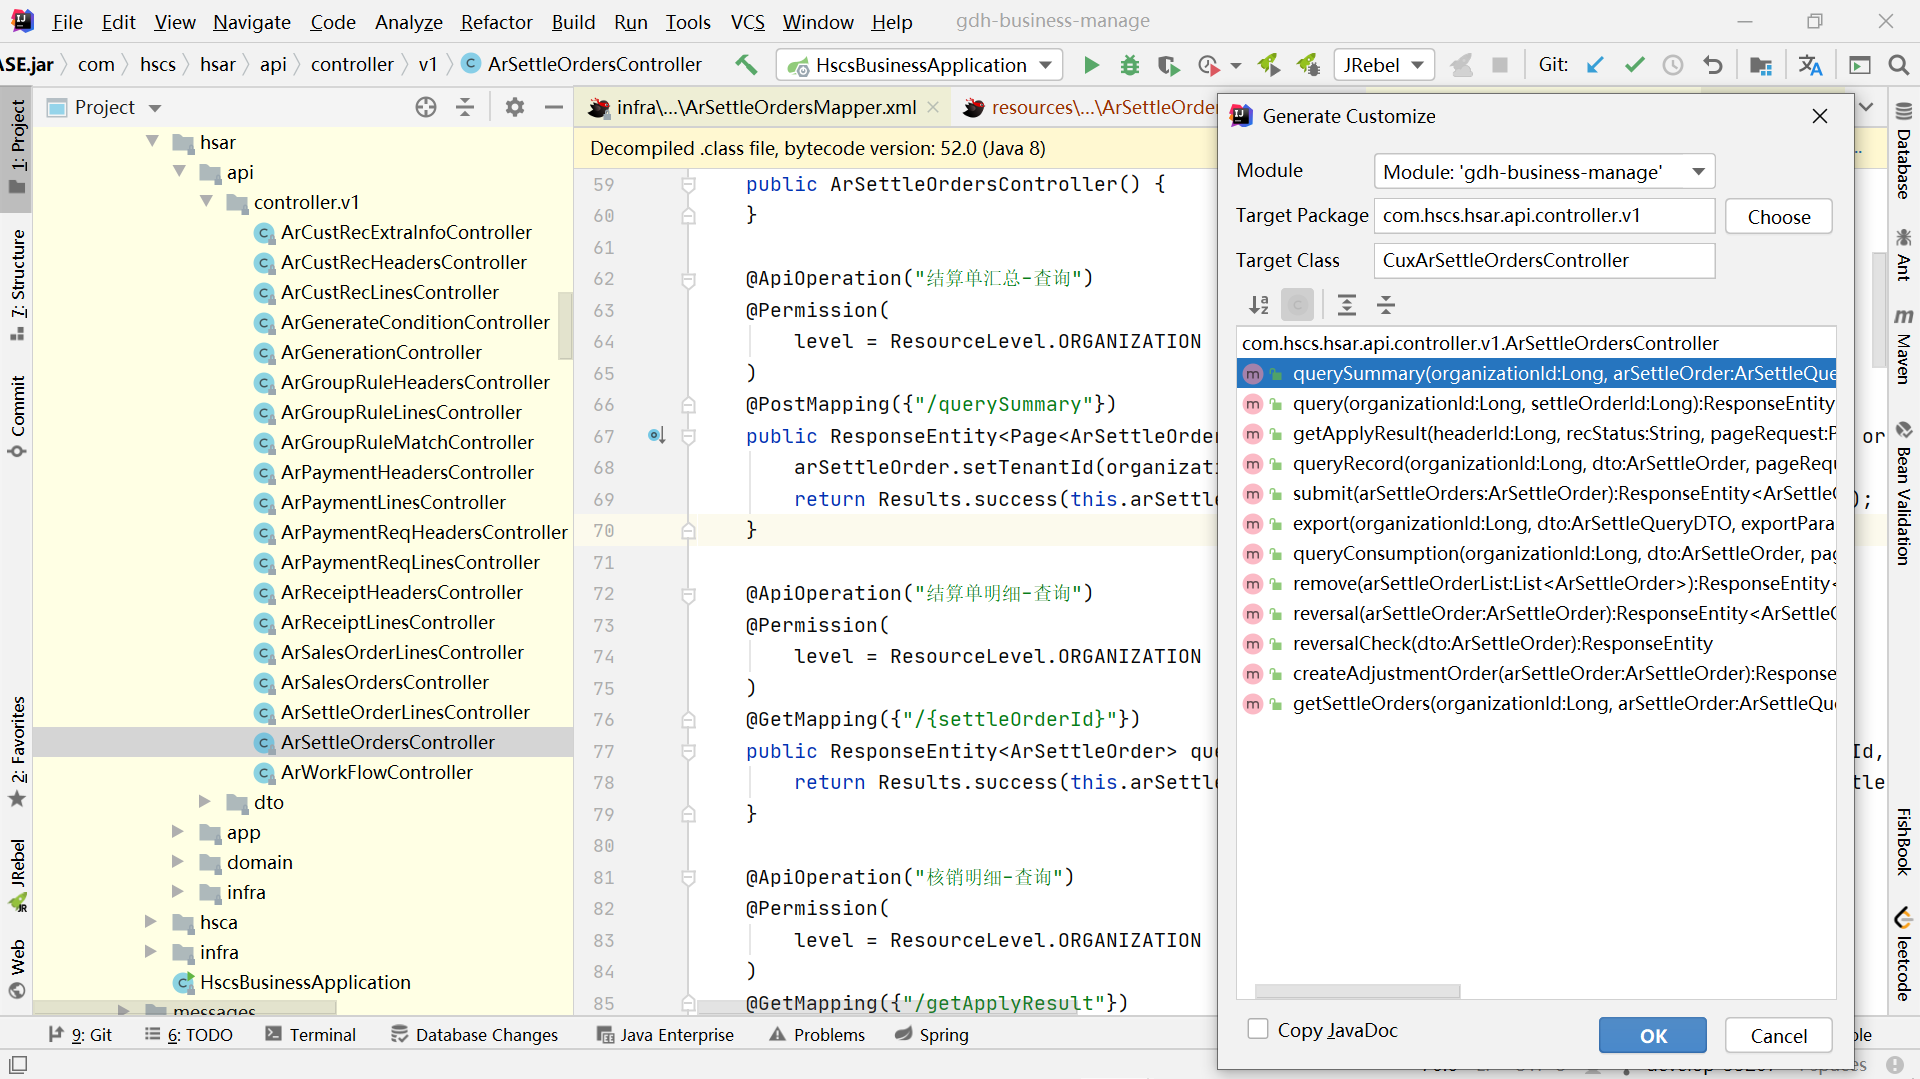 File Edit View Navigate Code Analyze Refactor Build Run Tools VCS Window Help gdh-business-manage
ASE.jar com hscs hsar api controller v1 ArSettleOrdersController HscsBusinessApplication JRebel Git:
Project
infra\...\ArSettleOrdersMapper.xml
resources\...\ArSettleOrder
Decompiled .class file, bytecode version: 52.0 (Java 8)
1: Project
7: Structure
Commit
2: Favorites
JRebel
Web
hsar
api
controller.v1
ArCustRecExtraInfoController
ArCustRecHeadersController
ArCustRecLinesController
ArGenerateConditionController
ArGenerationController
ArGroupRuleHeadersController
ArGroupRuleLinesController
ArGroupRuleMatchController
ArPaymentHeadersController
ArPaymentLinesController
ArPaymentReqHeadersController
ArPaymentReqLinesController
ArReceiptHeadersController
ArReceiptLinesController
ArSalesOrderLinesController
ArSalesOrdersController
ArSettleOrderLinesController
ArSettleOrdersController
ArWorkFlowController
dto
app
domain
infra
hsca
infra
HscsBusinessApplication
messages
59 public ArSettleOrdersController() {
60 }
61
62 @ApiOperation("结算单汇总-查询")
63 @Permission(
64 level = ResourceLevel.ORGANIZATION
65 )
66 @PostMapping({"/querySummary"})
67 public ResponseEntity<Page<ArSettleOrder or
68 arSettleOrder.setTenantId(organizati
69 return Results.success(this.arSettl );
70 }
71
72 @ApiOperation("结算单明细-查询")
73 @Permission(
74 level = ResourceLevel.ORGANIZATION
75 )
76 @GetMapping({"/{settleOrderId}"})
77 public ResponseEntity<ArSettleOrder> qu Id,
78 return Results.success(this.arSettl tle
79 }
80
81 @ApiOperation("核销明细-查询")
82 @Permission(
83 level = ResourceLevel.ORGANIZATION
84 )
85 @GetMapping({"/getApplyResult"})
Generate Customize
Module Module: 'gdh-business-manage'
Target Package com.hscs.hsar.api.controller.v1 Choose
Target Class CuxArSettleOrdersController
com.hscs.hsar.api.controller.v1.ArSettleOrdersController
querySummary(organizationId:Long, arSettleOrder:ArSettleQue
query(organizationId:Long, settleOrderId:Long):ResponseEntity
getApplyResult(headerId:Long, recStatus:String, pageRequest:P
queryRecord(organizationId:Long, dto:ArSettleOrder, pageRequ
submit(arSettleOrders:ArSettleOrder):ResponseEntity<ArSettleO
export(organizationId:Long, dto:ArSettleQueryDTO, exportPara
queryConsumption(organizationId:Long, dto:ArSettleOrder, pag
remove(arSettleOrderList:List<ArSettleOrder>):ResponseEntity<
reversal(arSettleOrder:ArSettleOrder):ResponseEntity<ArSettleO
reversalCheck(dto:ArSettleOrder):ResponseEntity
createAdjustmentOrder(arSettleOrder:ArSettleOrder):Response
getSettleOrders(organizationId:Long, arSettleOrder:ArSettleQu
Copy JavaDoc OK Cancel
Database
Ant
Maven
Bean Validation
FishBook
leetcode
9: Git 6: TODO Terminal Database Changes Java Enterprise Problems Spring